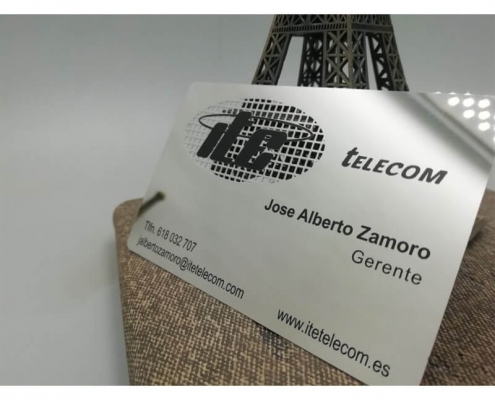 ite
tELECOM
Jose Alberto Zamoro
Gerente
Tlfn. 618 032 707
jalbertozamoro@itetelecom.com
www.itetelecom.es